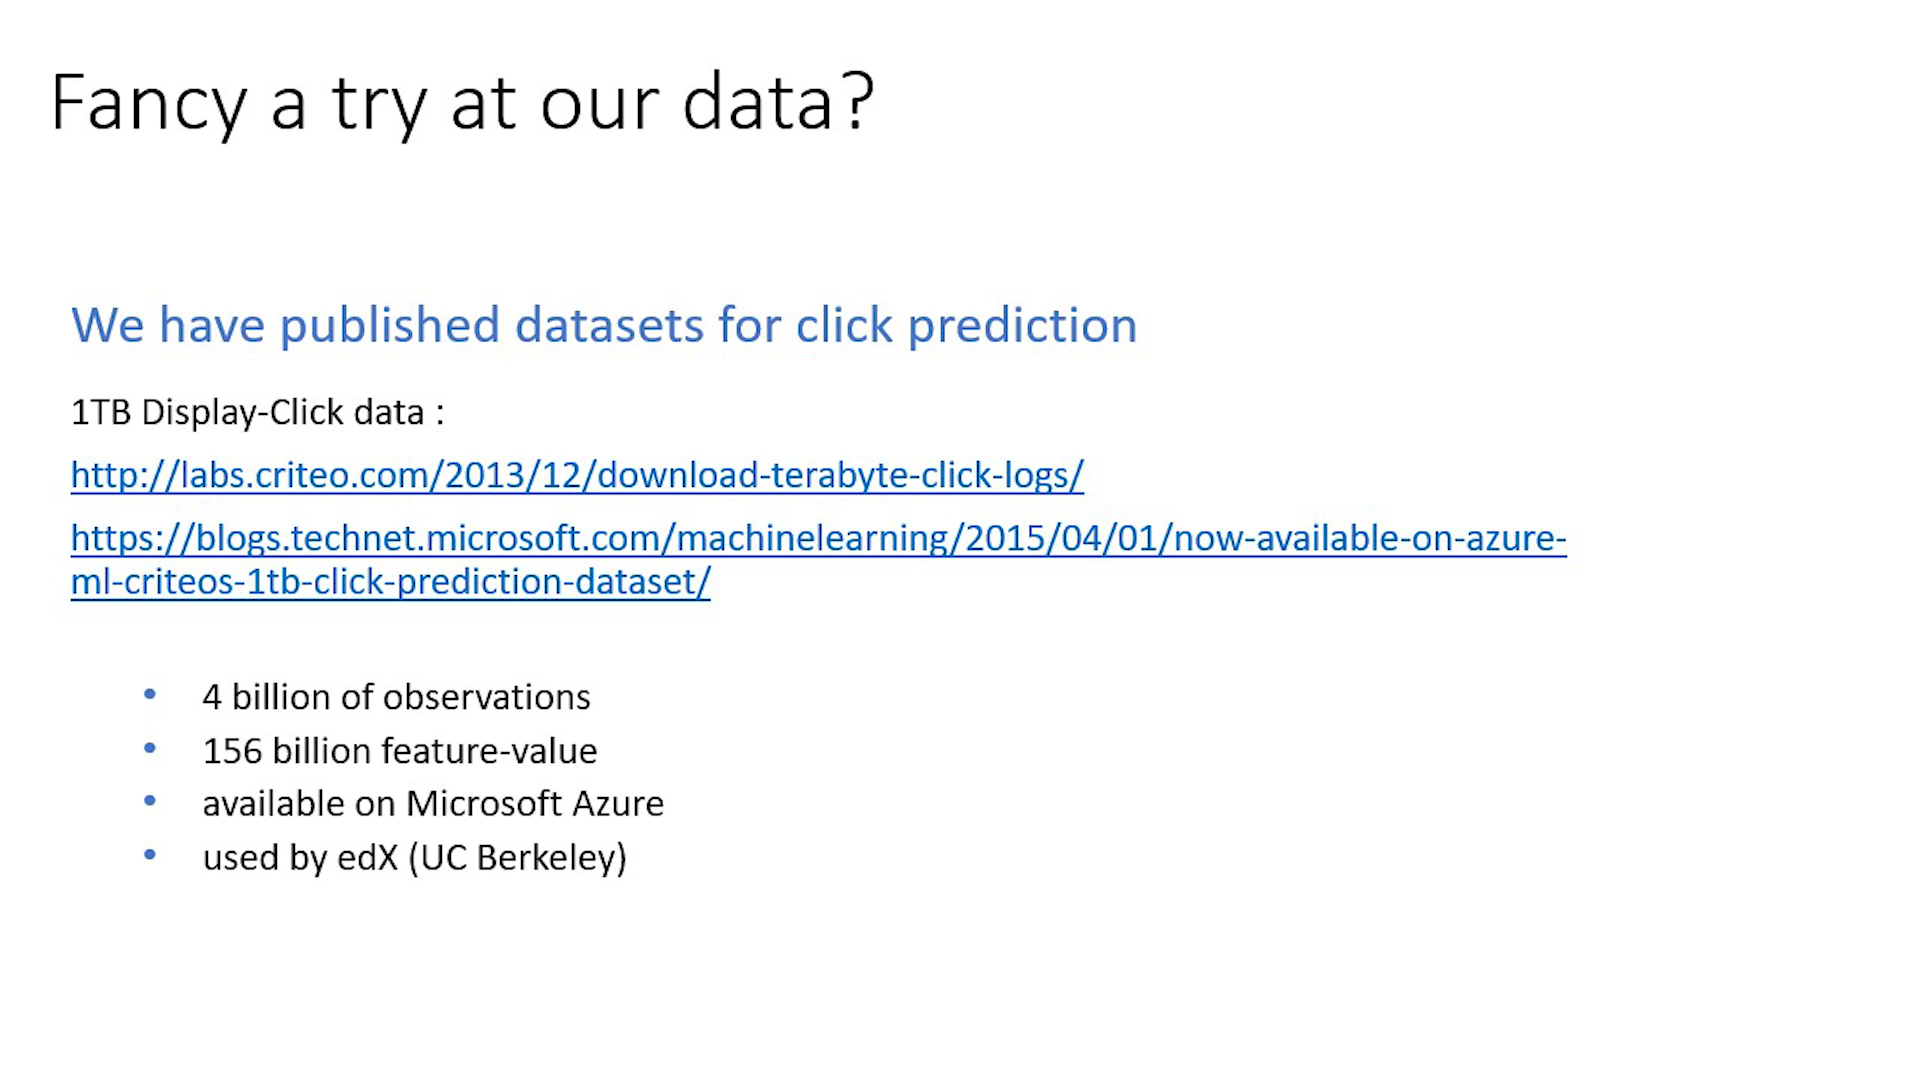 Fancy a try at our data?
We have published datasets for click prediction
1TB Display-Click data :
http://labs.criteo.com/2013/12/download-terabyte-click-logs/
https://blogs.technet.microsoft.com/machinelearning/2015/04/01/now-available-on-azure-
ml-criteos-1tb-click-prediction-dataset/
• 4 billion of observations
• 156 billion feature-value
• available on Microsoft Azure
• used by edX (UC Berkeley)